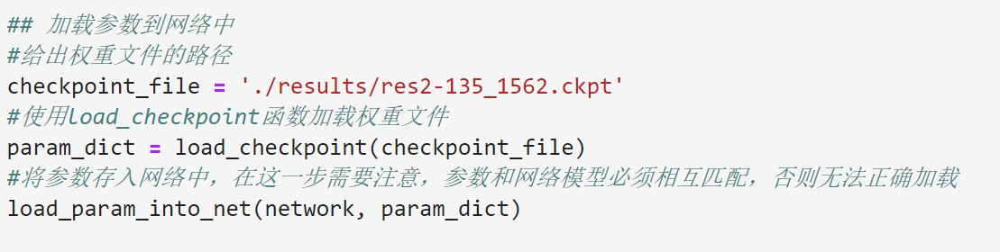 ## 加载参数到网络中
#给出权重文件的路径
checkpoint_file = './results/res2-135_1562.ckpt'
#使用load_checkpoint函数加载权重文件
param_dict = load_checkpoint(checkpoint_file)
#将参数存入网络中，在这一步需要注意，参数和网络模型必须相互匹配，否则无法正确加载
load_param_into_net(network, param_dict)